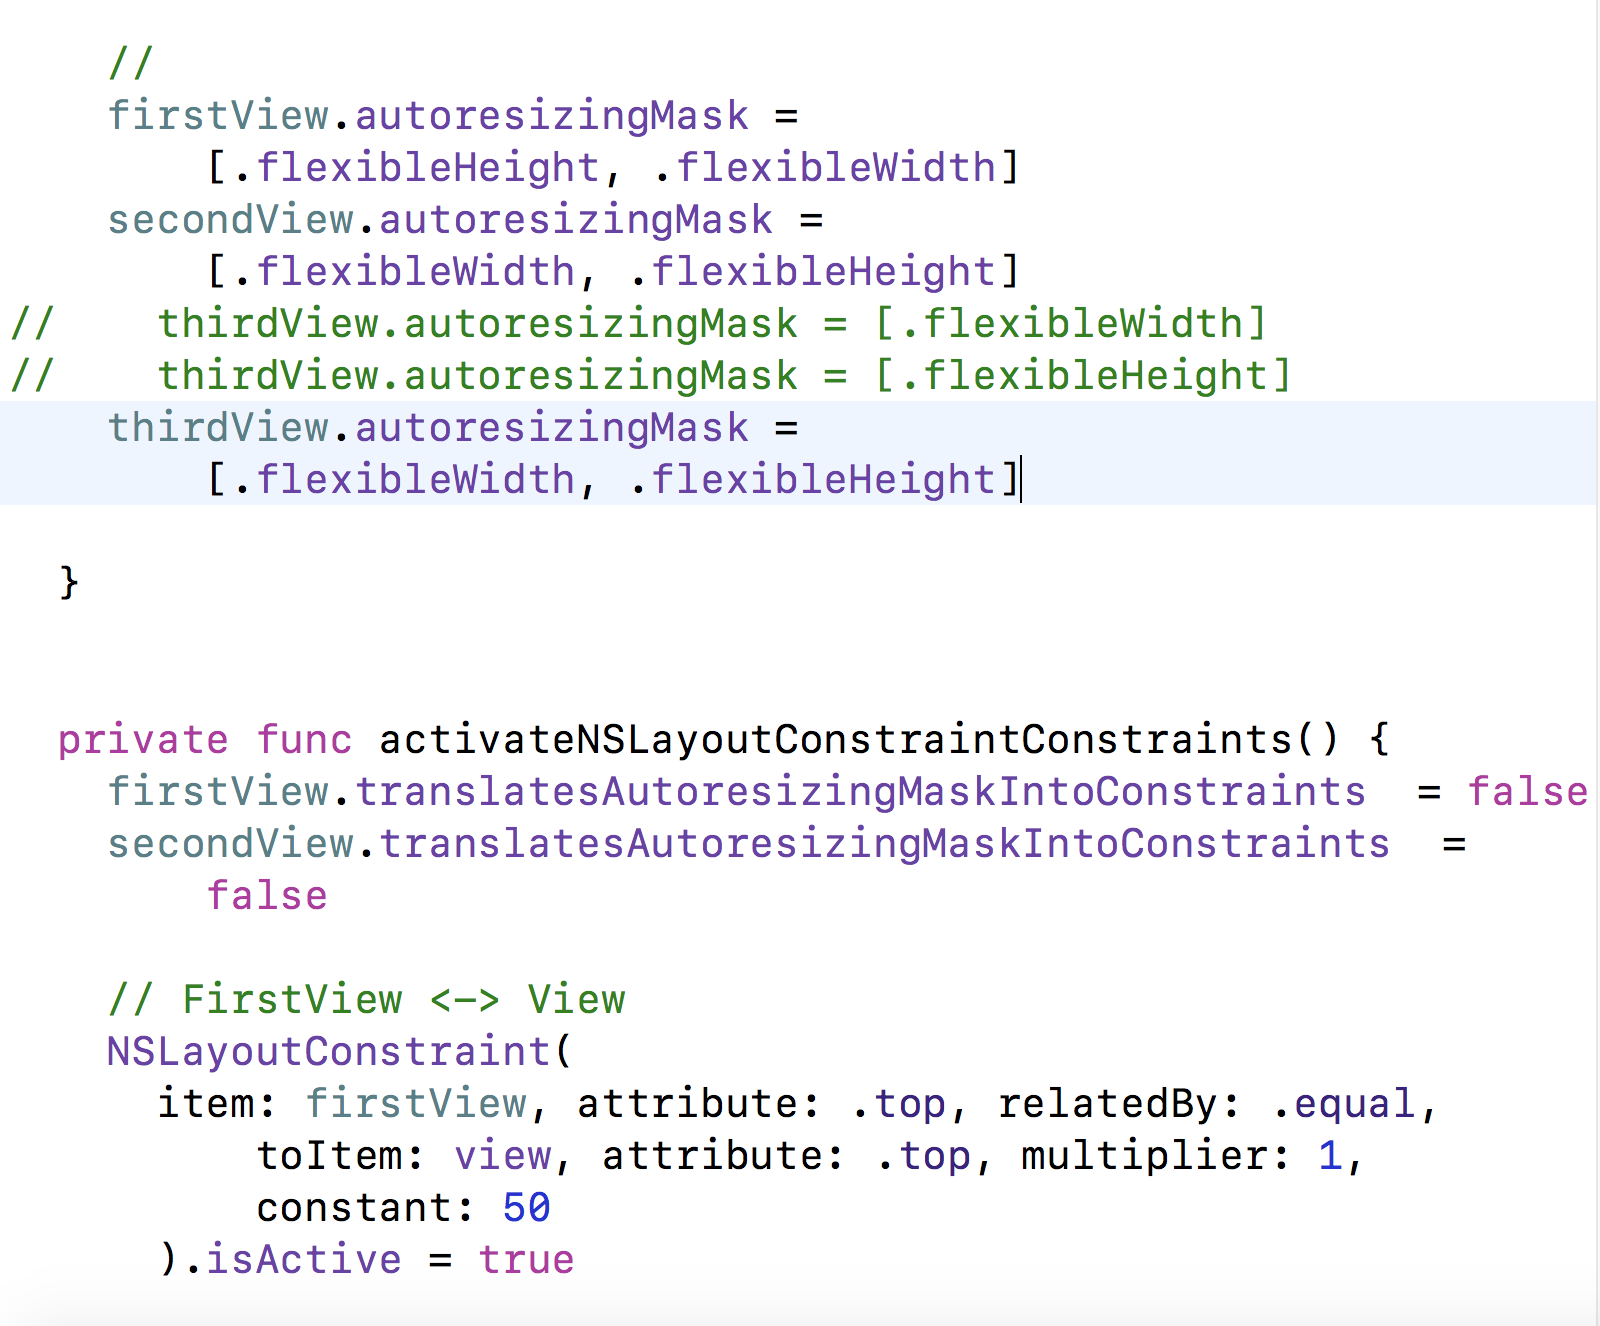 //
firstView.autoresizingMask =
[.flexibleHeight, .flexibleWidth]
secondView.autoresizingMask =
[.flexibleWidth, .flexibleHeight]
// thirdView.autoresizingMask = [.flexibleWidth]
// thirdView.autoresizingMask = [.flexibleHeight]
thirdView.autoresizingMask =
[.flexibleWidth, .flexibleHeight]
}
private func activateNSLayoutConstraintConstraints() {
firstView.translatesAutoresizingMaskIntoConstraints  = false
secondView.translatesAutoresizingMaskIntoConstraints  =
false
// FirstView <-> View
NSLayoutConstraint(
item: firstView, attribute: .top, relatedBy: .equal,
toItem: view, attribute: .top, multiplier: 1,
constant: 50
).isActive = true